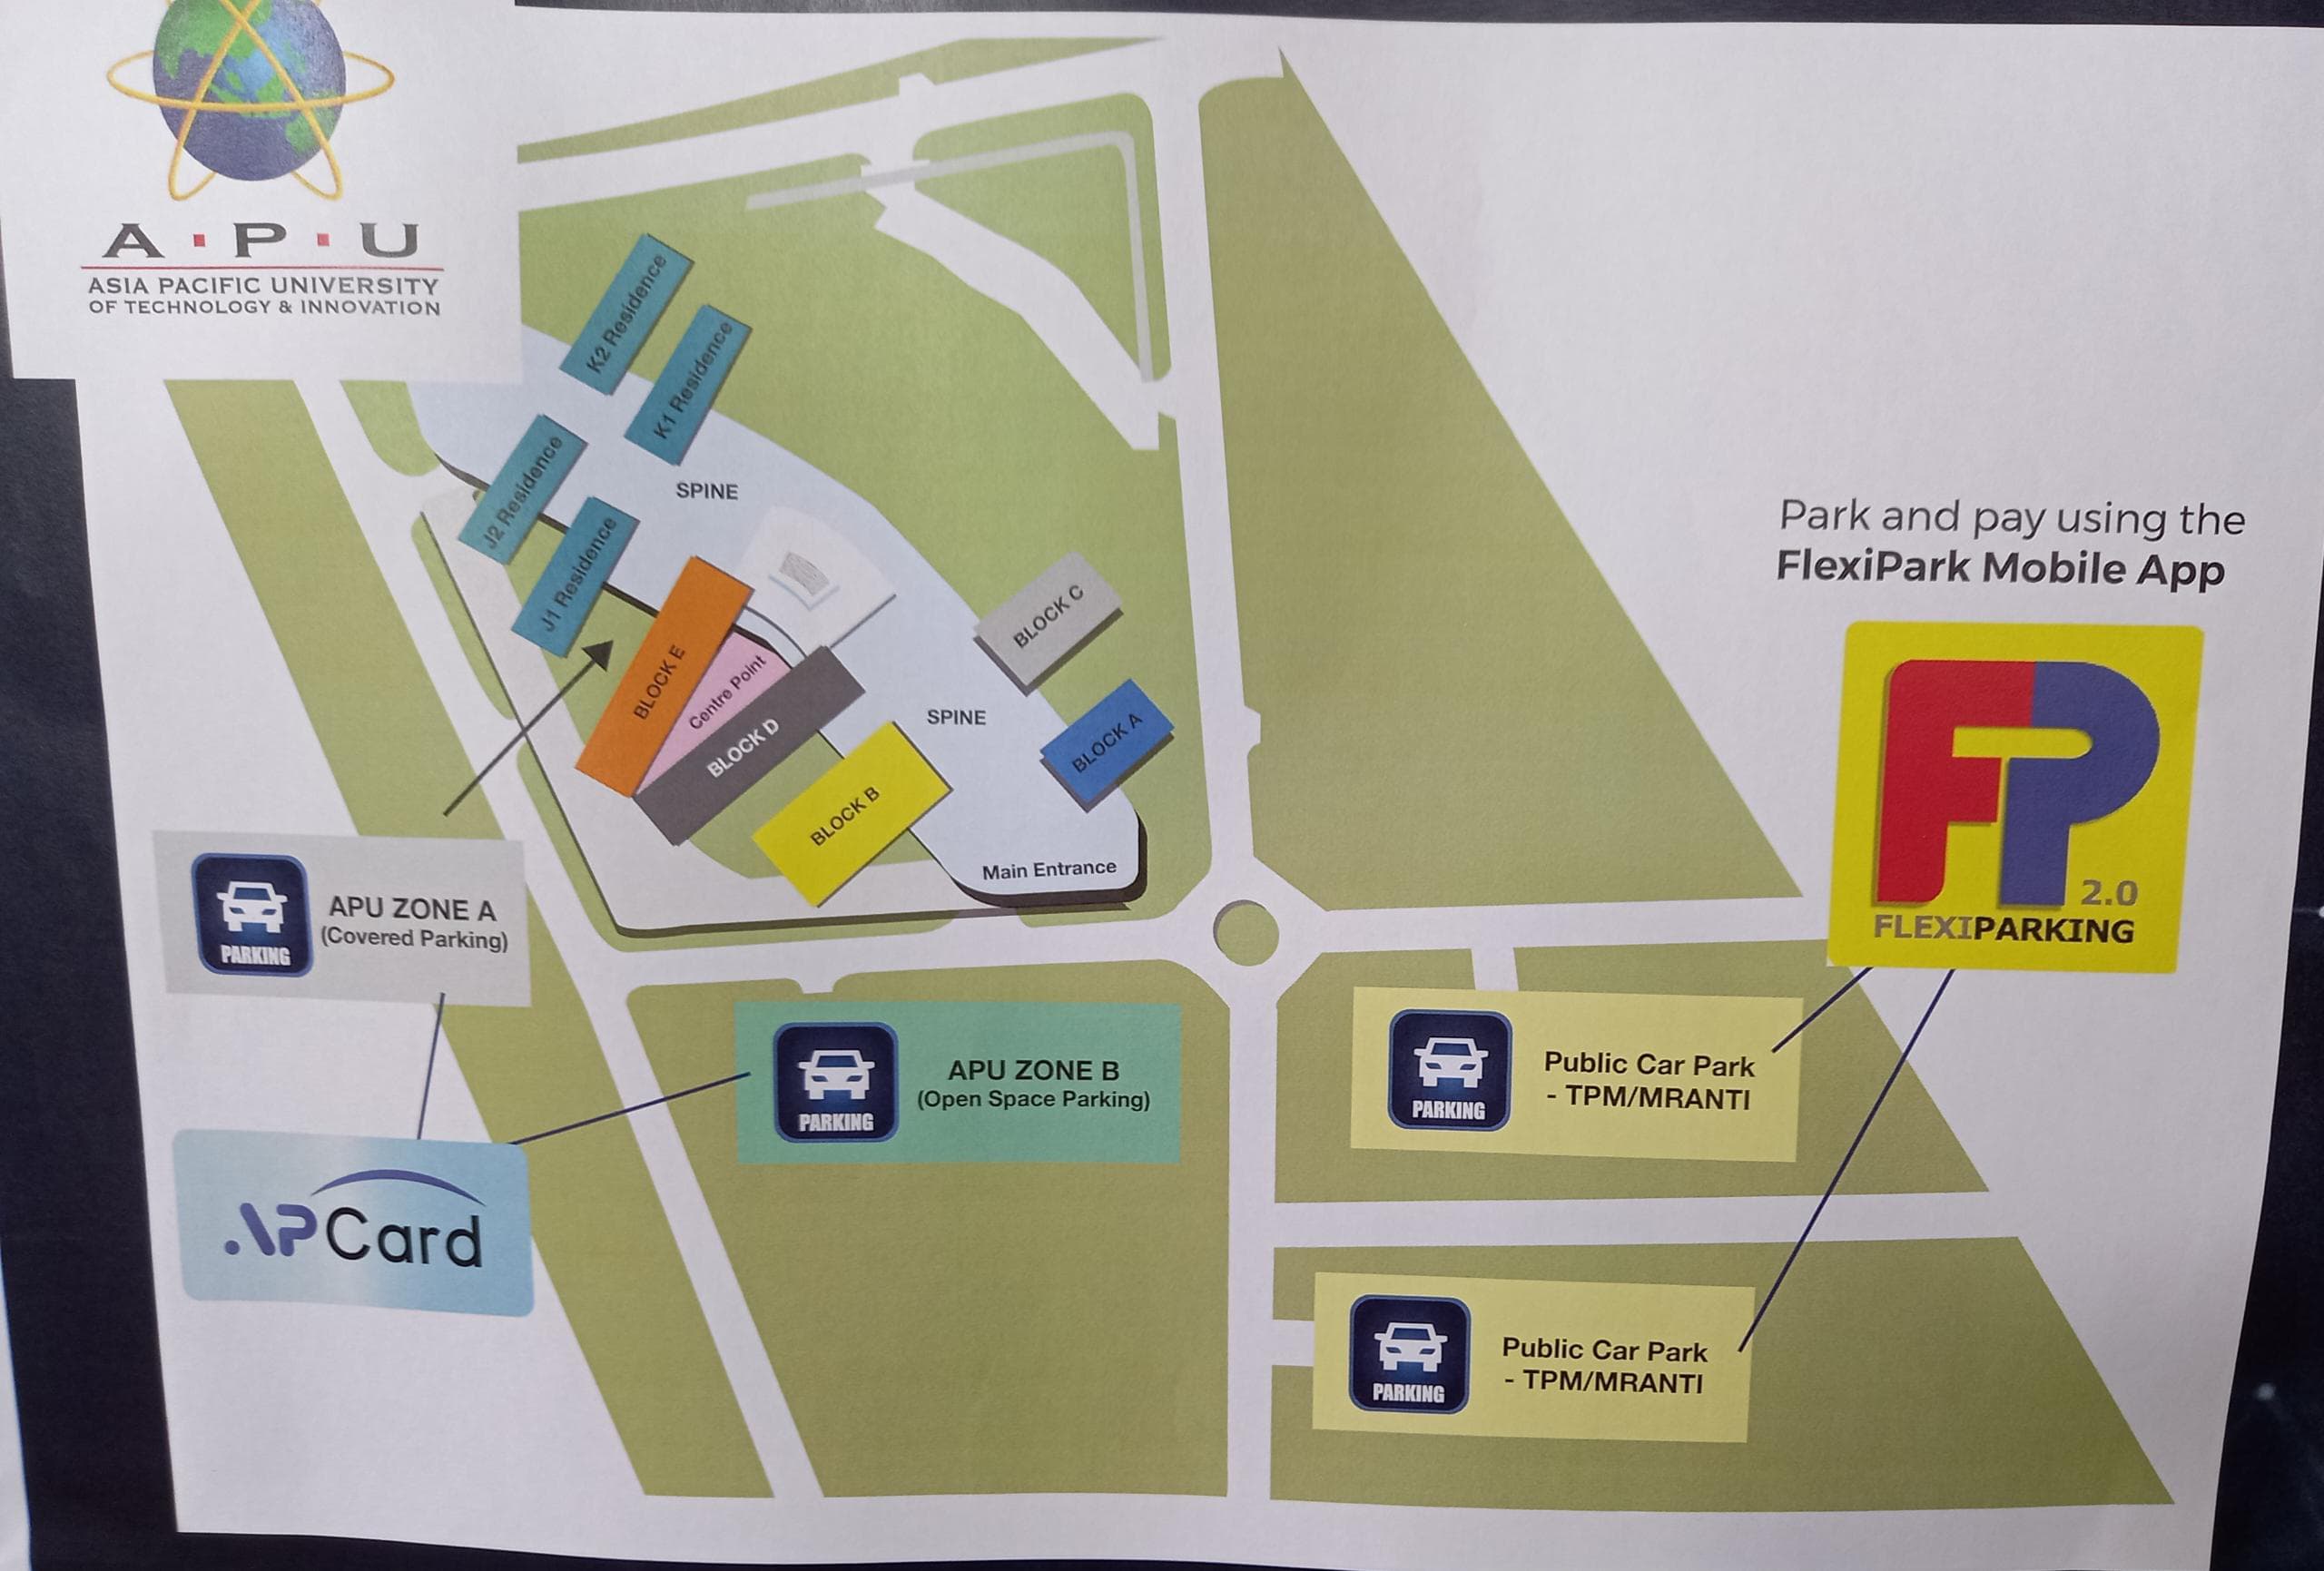 A·P·U
ASIA PACIFIC UNIVERSITY
OF TECHNOLOGY & INNOVATION
K2 Residence
K1 Residence
J2 Residence
J1 Residence
SPINE
BLOCK E
Centre Point
BLOCK D
BLOCK B
SPINE
BLOCK C
BLOCK A
Main Entrance
Park and pay using the
FlexiPark Mobile App
FP
2.0
FLEXIPARKING
PARKING
APU ZONE A
(Covered Parking)
PARKING
APU ZONE B
(Open Space Parking)
PARKING
Public Car Park
- TPM/MRANTI
APCard
PARKING
Public Car Park
- TPM/MRANTI